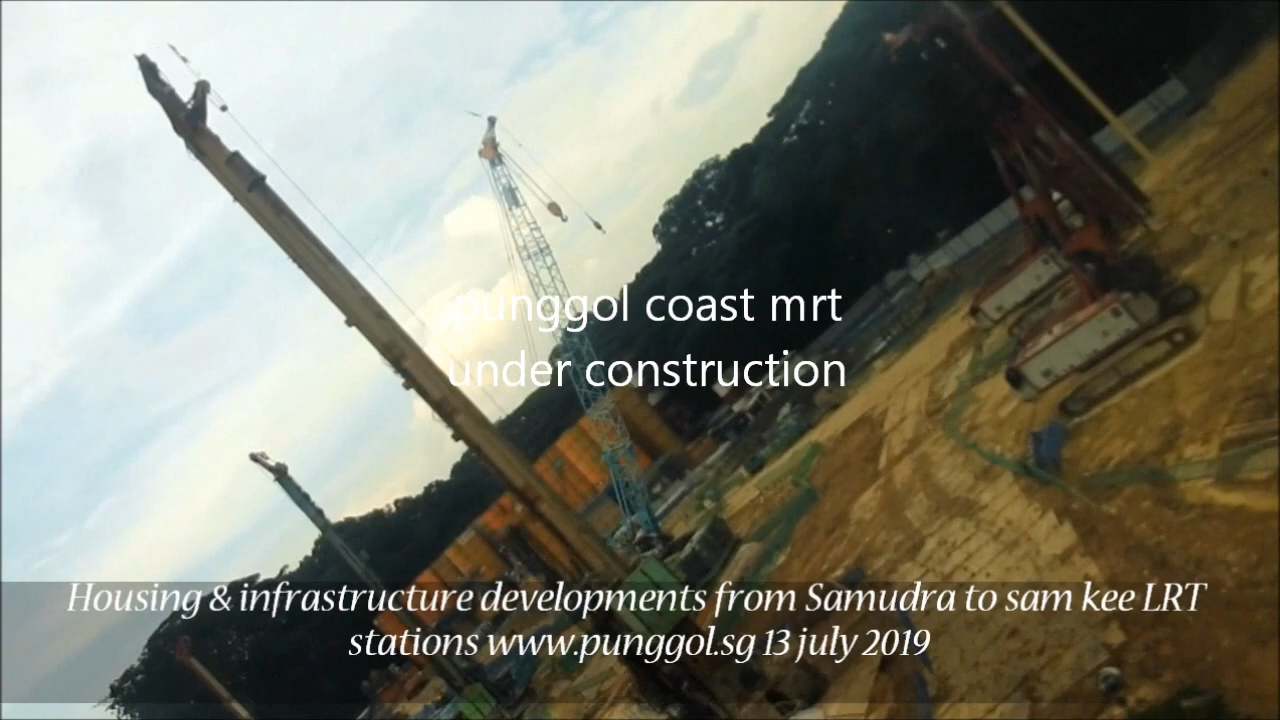 punggol coast mrt
under construction
Housing & infrastructure developments from Samudra to sam kee LRT
stations www.punggol.sg 13 july 2019